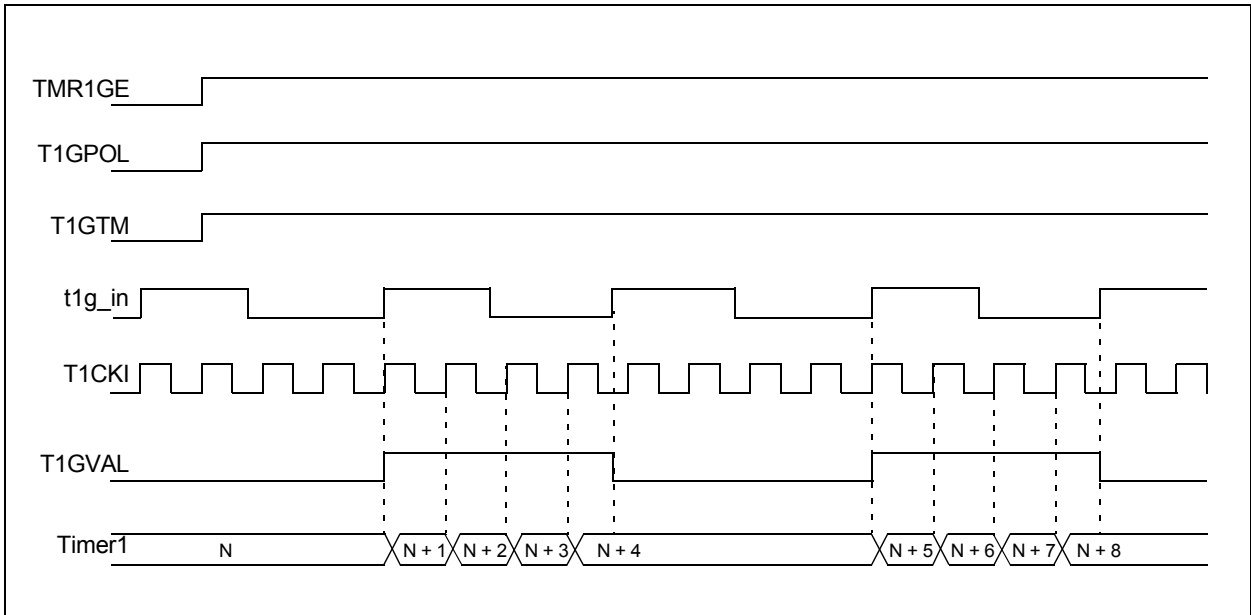 TMR1GE
T1GPOL
T1GTM
t1g_in
T1CKI
T1GVAL
Timer1 N N + 1 N + 2 N + 3 N + 4 N + 5 N + 6 N + 7 N + 8